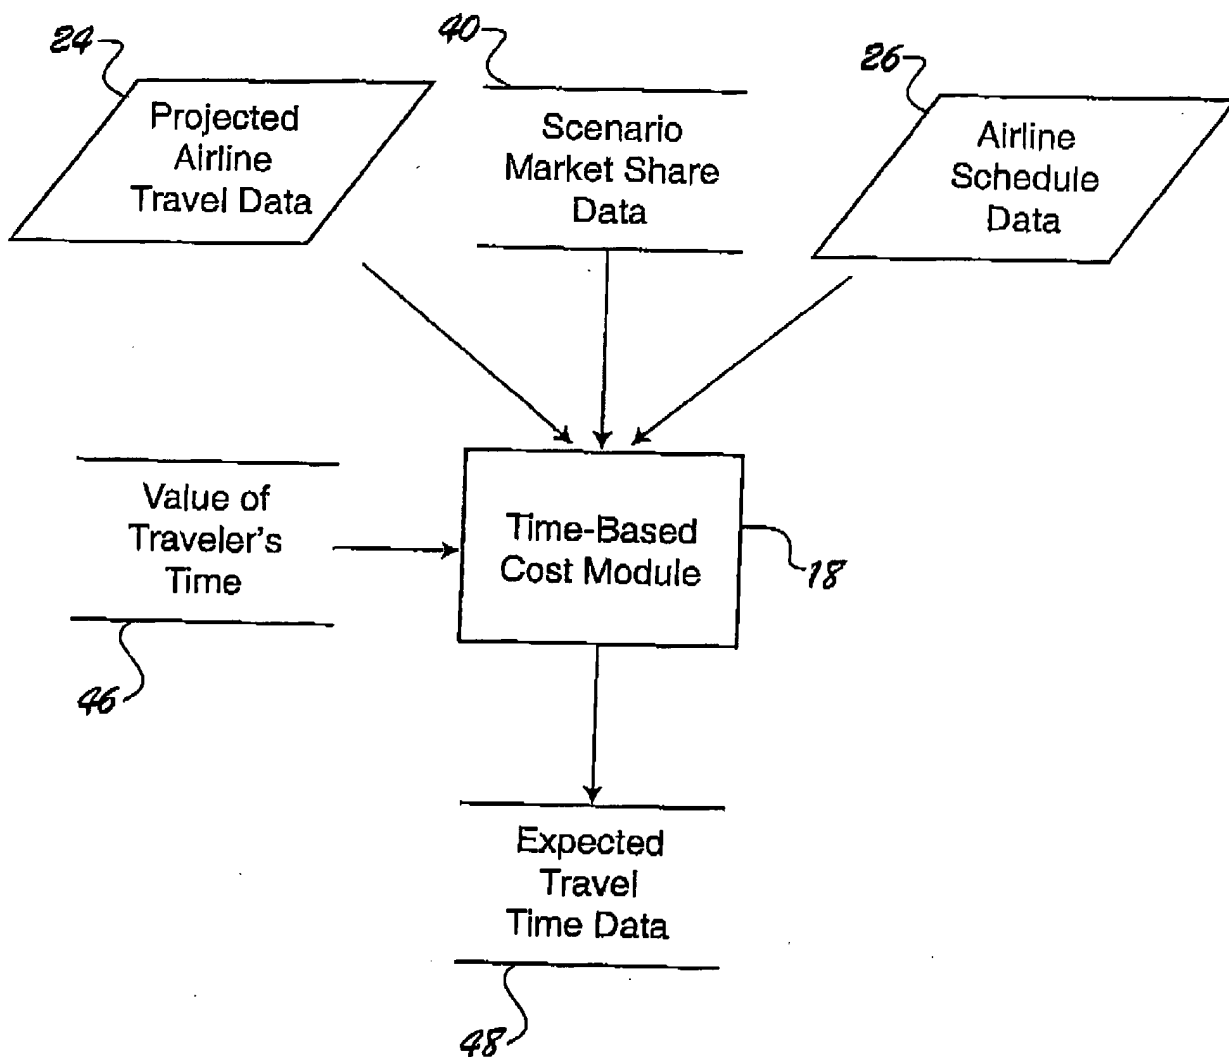 24
Projected
Airline
Travel Data
40
Scenario
Market Share
Data
26
Airline
Schedule
Data
Value of
Traveler's
Time
46
Time-Based
Cost Module
18
Expected
Travel
Time Data
48